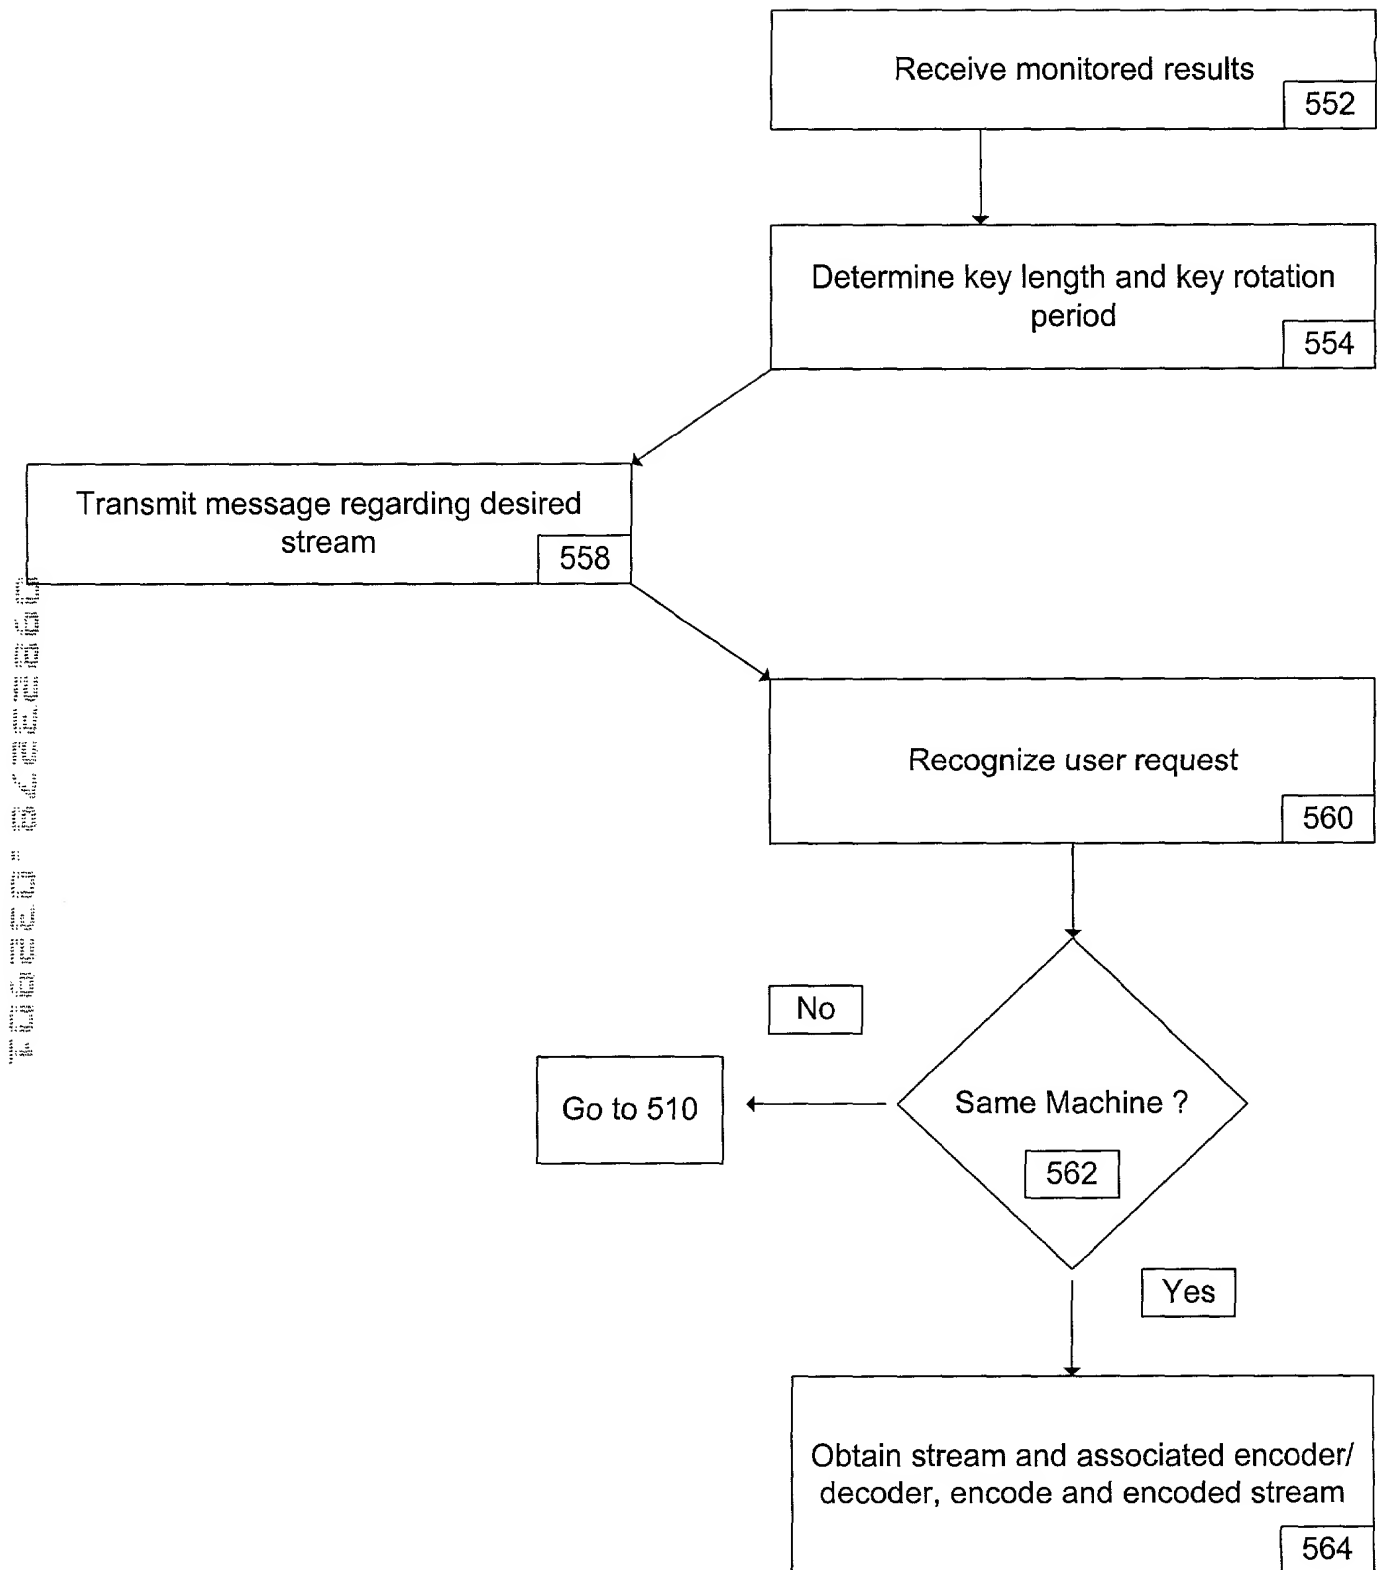 Receive monitored results
552
Determine key length and key rotation
period
554
Transmit message regarding desired
stream
558
Recognize user request
560
No
Go to 510
Same Machine ?
562
Yes
Obtain stream and associated encoder/
decoder, encode and encoded stream
564